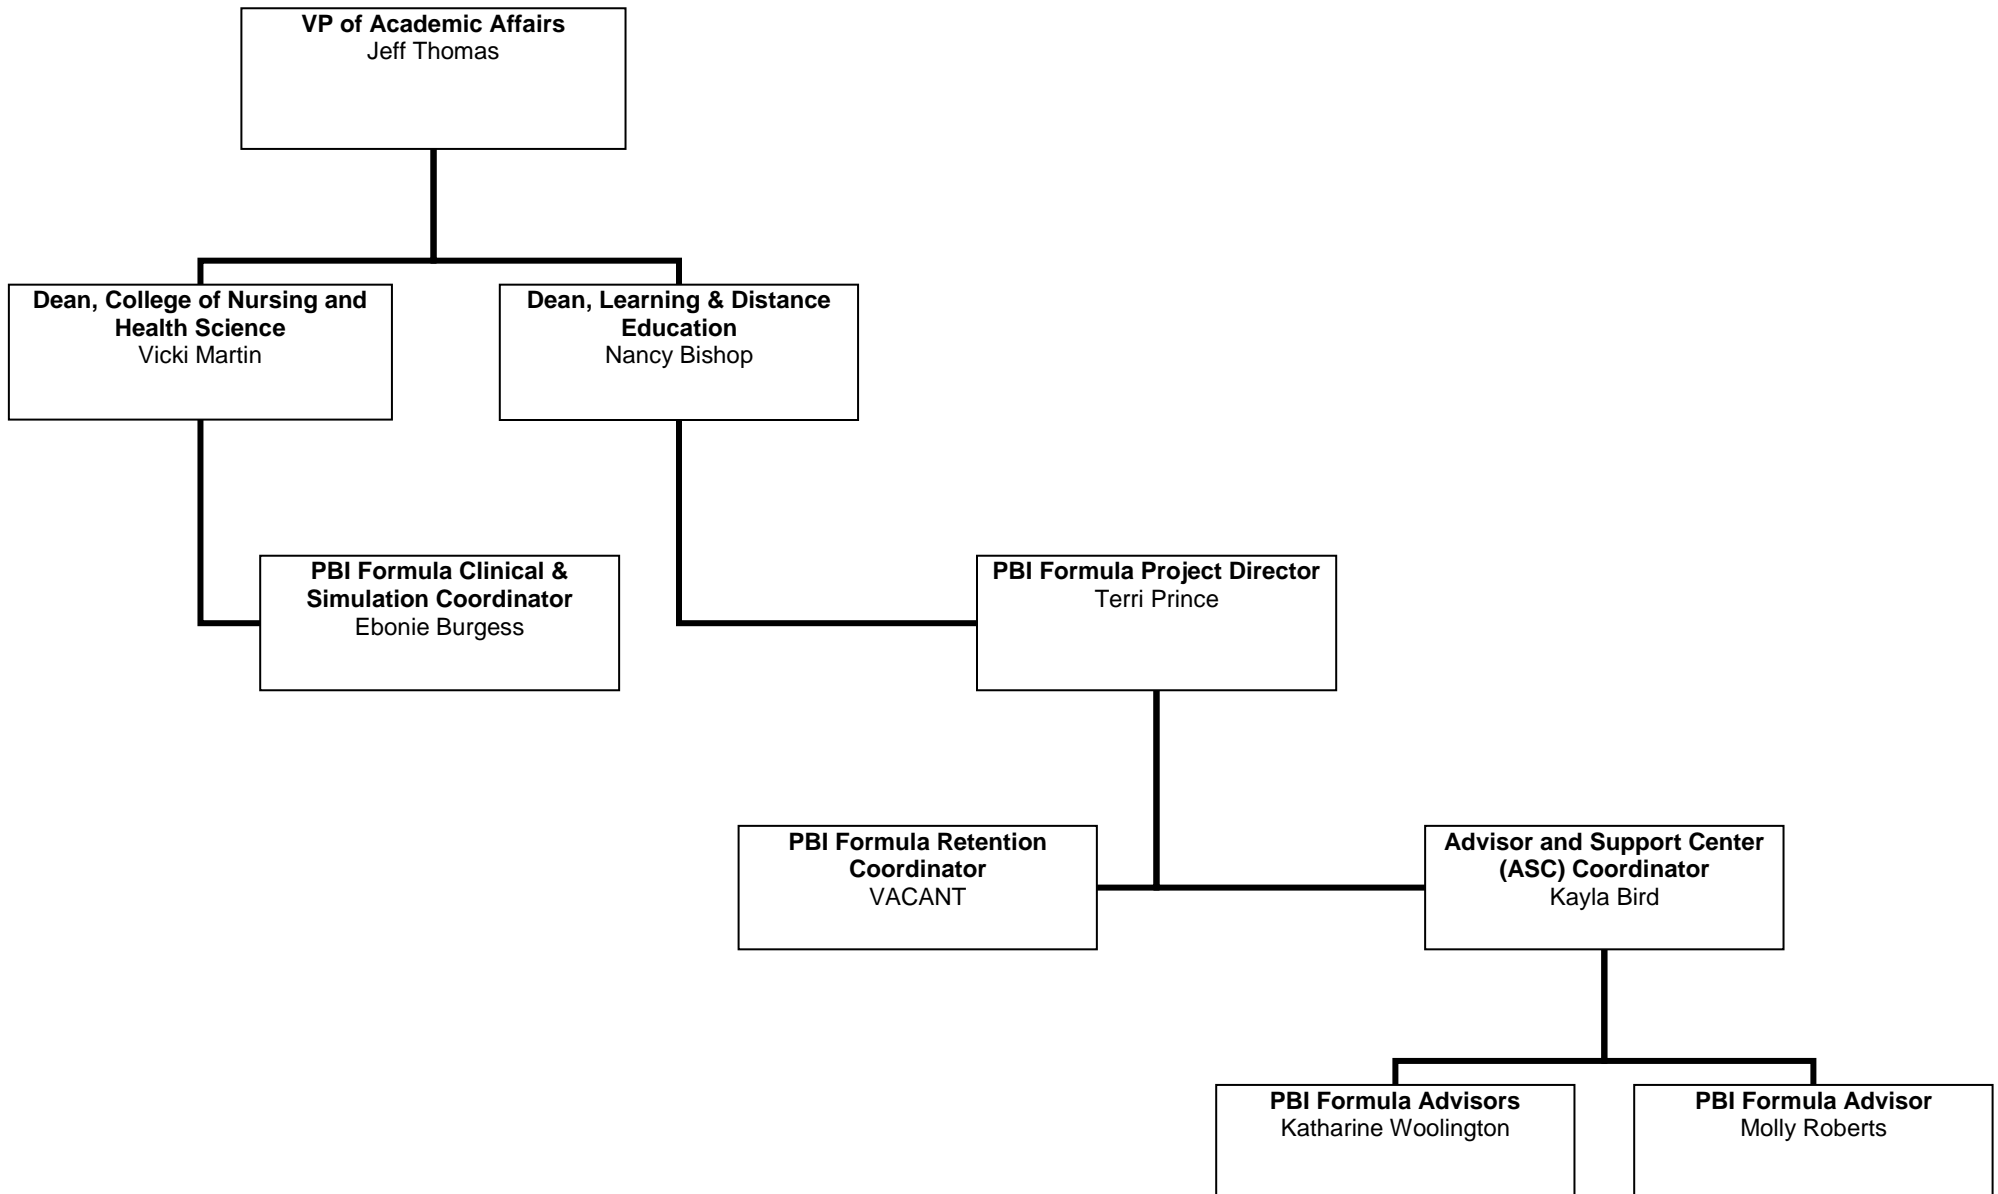 VP of Academic Affairs
Jeff Thomas
Dean, College of Nursing and
Health Science
Vicki Martin
Dean, Learning & Distance
Education
Nancy Bishop
PBI Formula Clinical &
Simulation Coordinator
Ebonie Burgess
PBI Formula Project Director
Terri Prince
PBI Formula Retention
Coordinator
VACANT
Advisor and Support Center
(ASC) Coordinator
Kayla Bird
PBI Formula Advisors
Katharine Woolington
PBI Formula Advisor
Molly Roberts